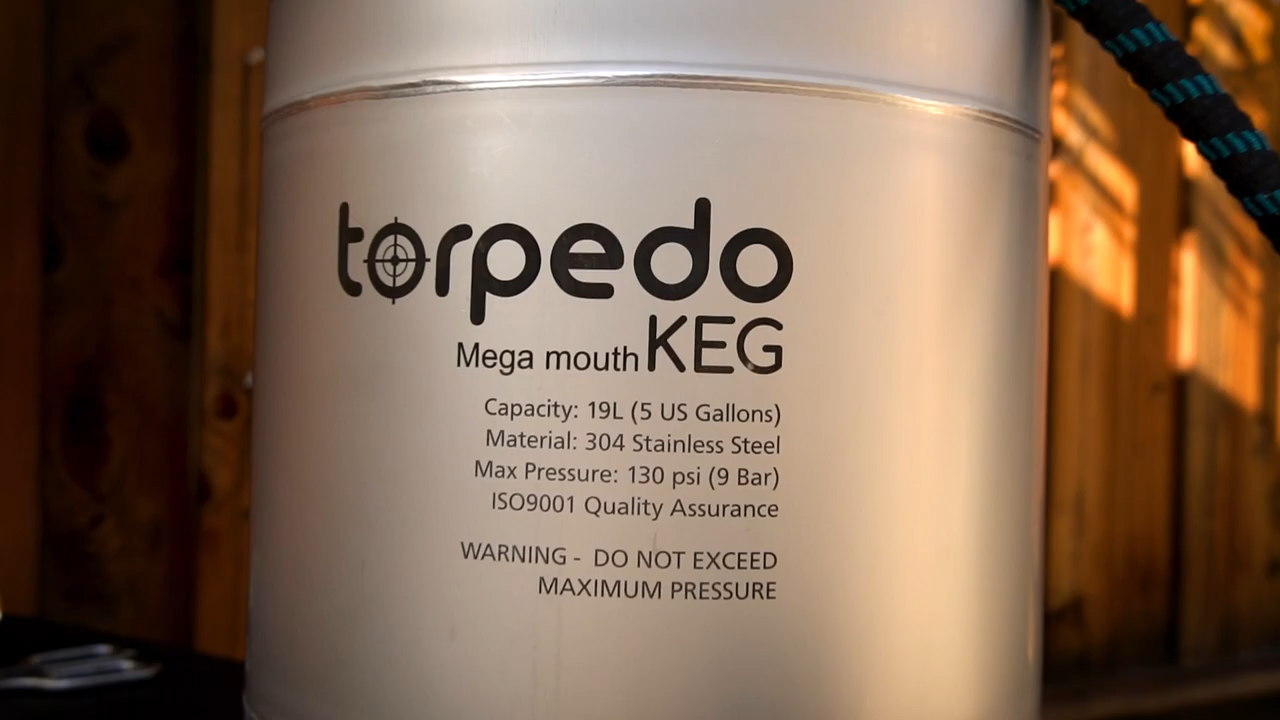 torpedo
Mega mouth KEG
Capacity: 19L (5 US Gallons)
Material: 304 Stainless Steel
Max Pressure: 130 psi (9 Bar)
ISO9001 Quality Assurance
WARNING - DO NOT EXCEED
MAXIMUM PRESSURE